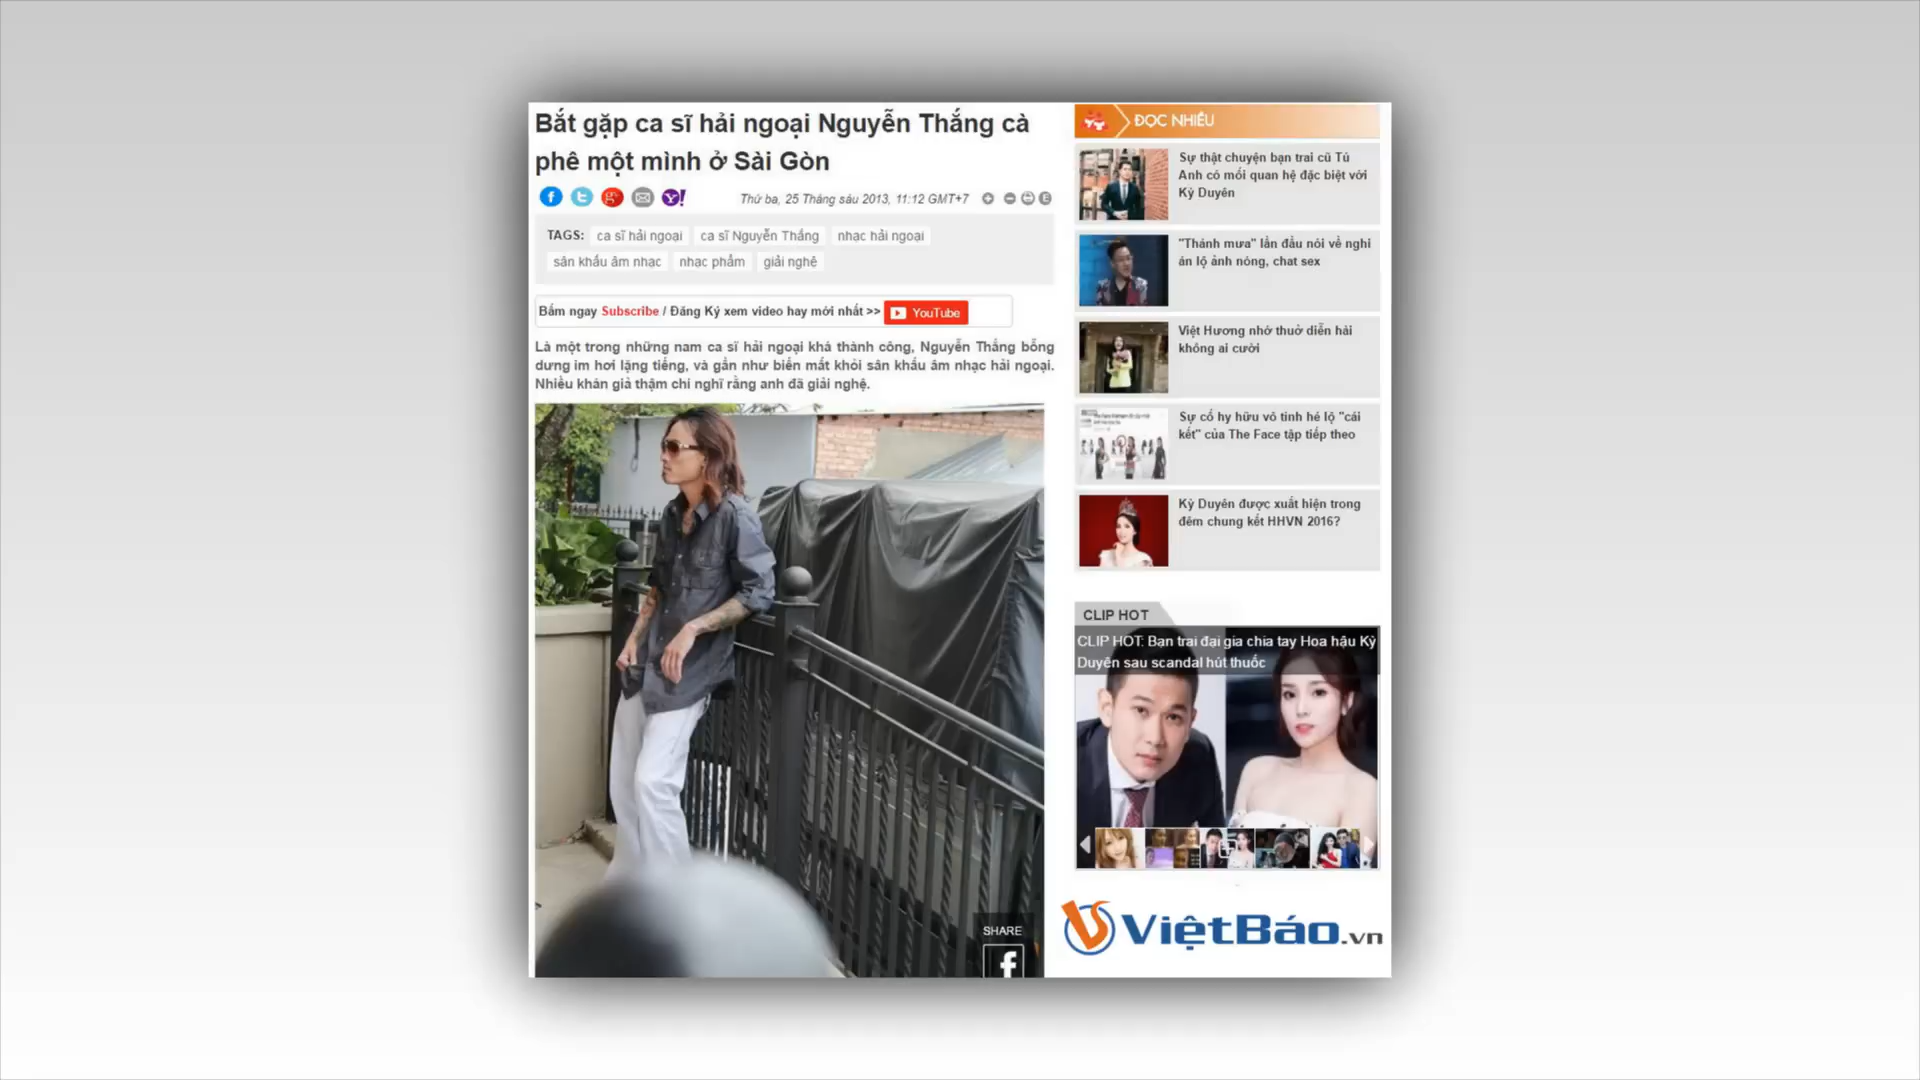 Bắt gặp ca sĩ hải ngoại Nguyễn Thắng cà
phê một mình ở Sài Gòn
Thứ ba, 25 Tháng sáu 2013, 11:12 GMT+7
TAGS: ca sĩ hải ngoại ca sĩ Nguyễn Thắng nhạc hải ngoại
sân khấu âm nhạc nhạc phẩm giải nghệ
Bấm ngay Subscribe / Đăng Ký xem video hay mới nhất >> YouTube
Là một trong những nam ca sĩ hải ngoại khá thành công, Nguyễn Thắng bỗng
dưng im hơi lặng tiếng, và gần như biến mất khỏi sân khấu âm nhạc hải ngoại.
Nhiều khán giả thậm chí nghĩ rằng anh đã giải nghệ.
SHARE
ĐỌC NHIỀU
Sự thật chuyện bạn trai cũ Tú
Anh có mối quan hệ đặc biệt với
Kỳ Duyên
"Thánh mưa" lần đầu nói về nghi
án lộ ảnh nóng, chat sex
Việt Hương nhớ thuở diễn hài
không ai cười
Sự cố hy hữu vô tình hé lộ "cái
kết" của The Face tập tiếp theo
Kỳ Duyên được xuất hiện trong
đêm chung kết HHVN 2016?
CLIP HOT
CLIP HOT: Bạn trai đại gia chia tay Hoa hậu Kỳ
Duyên sau scandal hút thuốc
ViệtBáo.vn